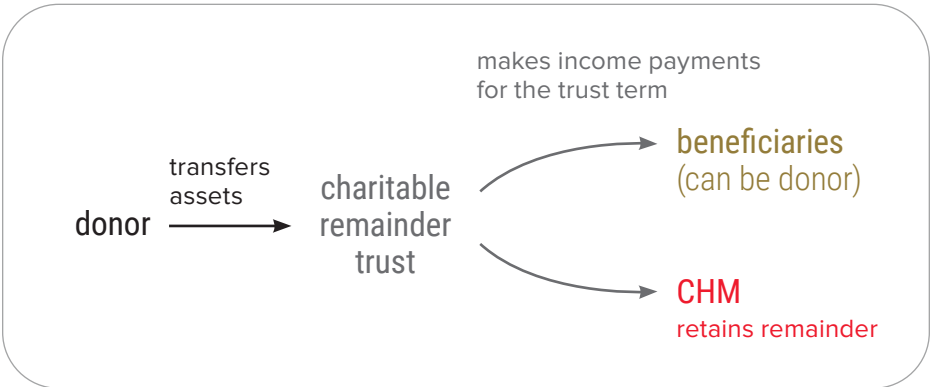 makes income payments
for the trust term
beneficiaries
(can be donor)
transfers
assets
donor
charitable
remainder
trust
CHM
retains remainder